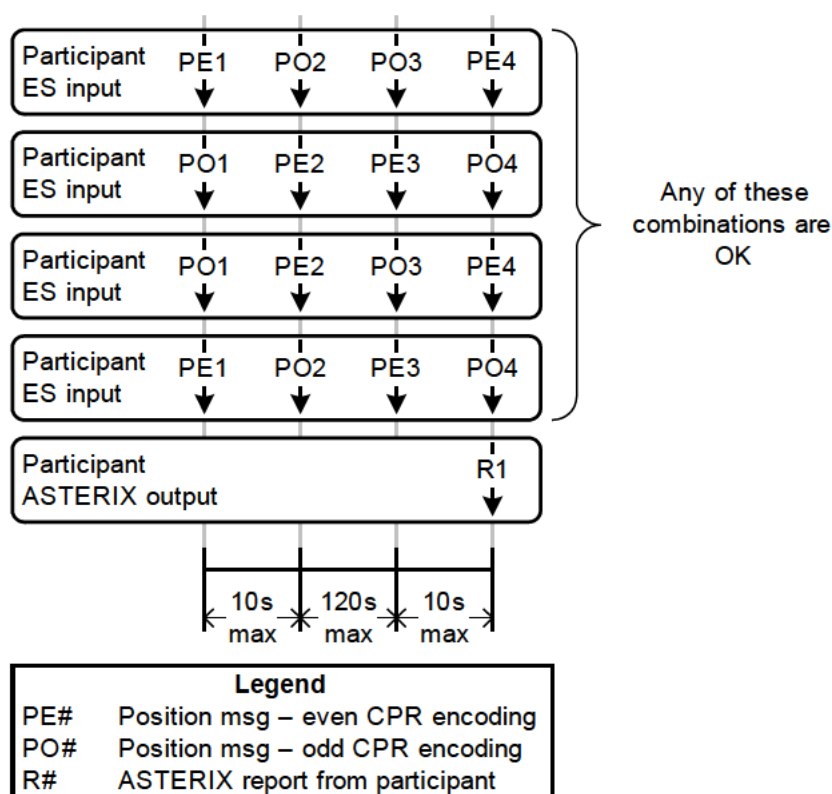 Participant PE1 PO2 PO3 PE4
ES input
Participant PO1 PE2 PE3 PO4
ES input
Participant PO1 PE2 PO3 PE4
ES input
Participant PE1 PO2 PE3 PO4
ES input
Any of these
combinations are
OK
Participant R1
ASTERIX output
10s 120s 10s
max max max
Legend
PE# Position msg – even CPR encoding
PO# Position msg – odd CPR encoding
R# ASTERIX report from participant